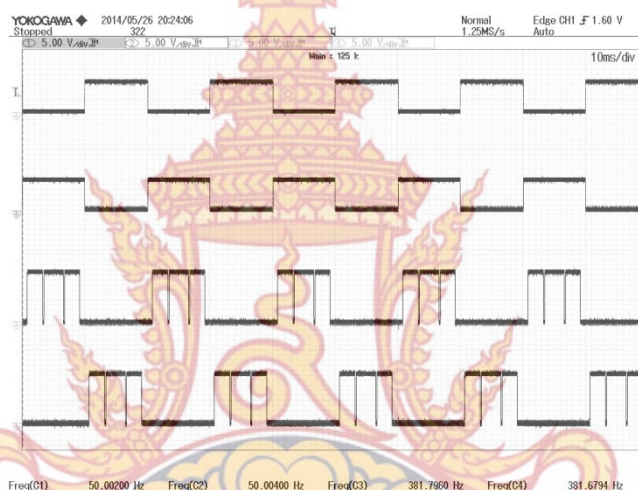 YOKOGAWA ◆ 2014/05/26 20:24:06 Normal Edge CH1 ƒ 1.60 V
Stopped 322 1.25MS/s Auto
① 5.00 V/div ② 5.00 V/div 5.00 V/div 5.00 V/div
Main : 125 k 10ms/div
Freq(C1) 50.00200 Hz Freq(C2) 50.00400 Hz Freq(C3) 381.7960 Hz Freq(C4) 381.6794 Hz